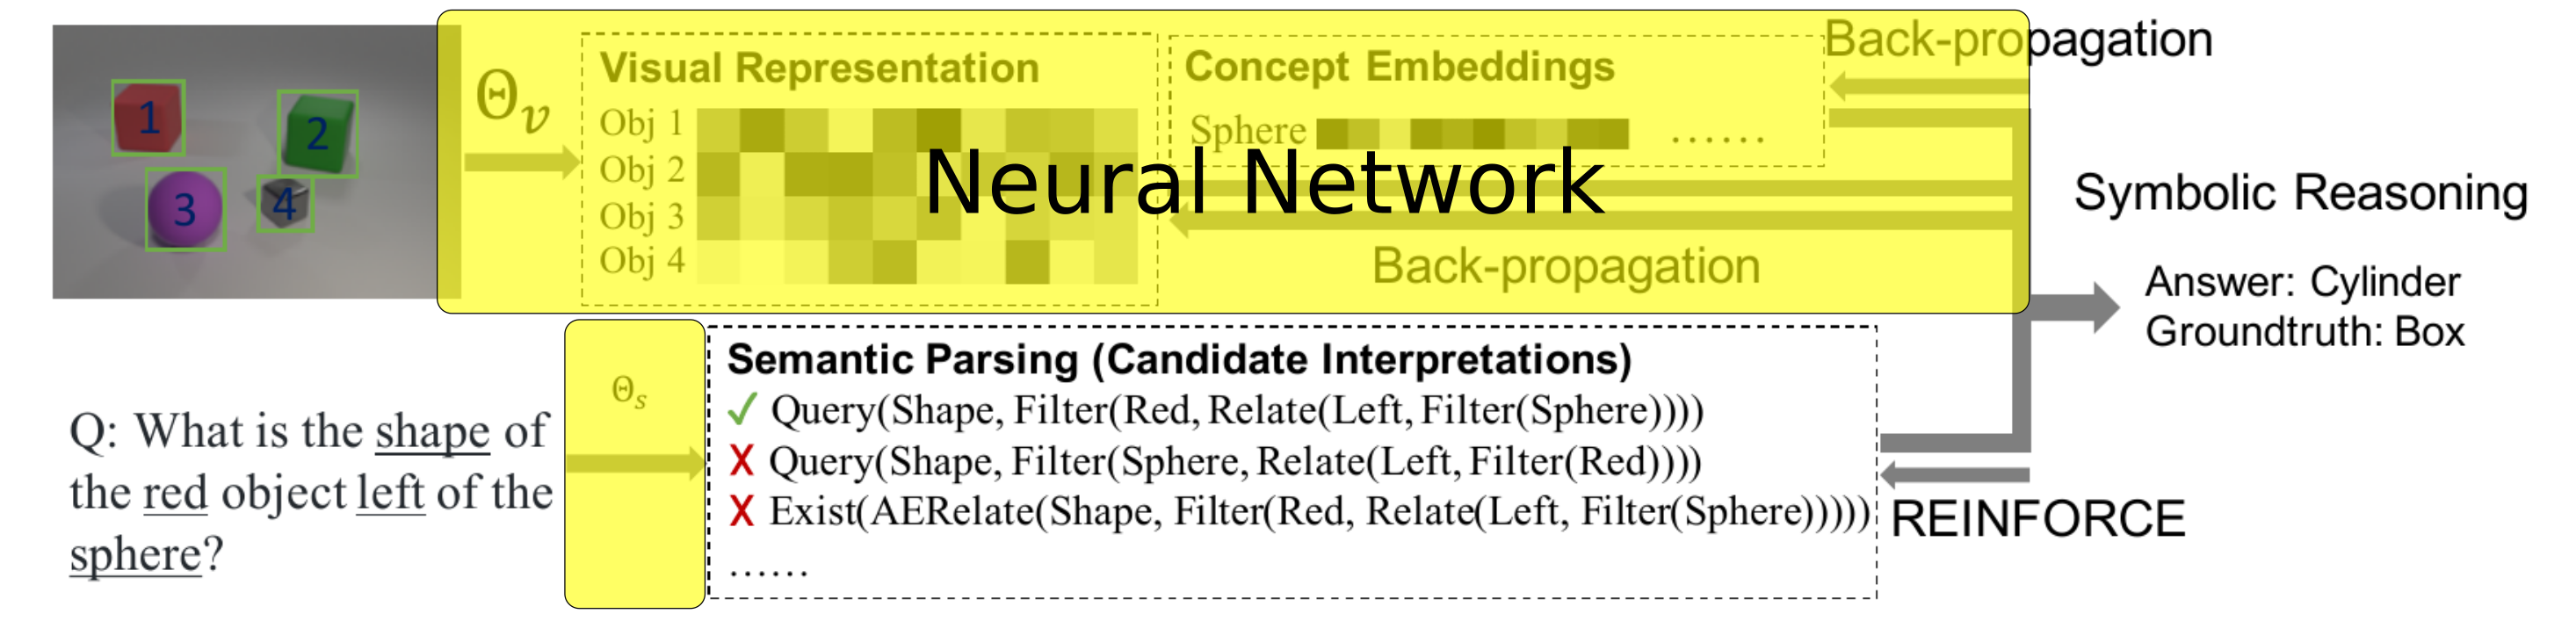 1
2
3
4
Θv
Visual Representation
Obj 1
Obj 2
Obj 3
Obj 4
Concept Embeddings
Sphere ......
Neural Network
Back-propagation
Back-propagation
Symbolic Reasoning
Answer: Cylinder
Groundtruth: Box
Q: What is the shape of
the red object left of the
sphere?
Θs
Semantic Parsing (Candidate Interpretations)
✓ Query(Shape, Filter(Red, Relate(Left, Filter(Sphere))))
X Query(Shape, Filter(Sphere, Relate(Left, Filter(Red))))
X Exist(AERelate(Shape, Filter(Red, Relate(Left, Filter(Sphere)))))
......
REINFORCE